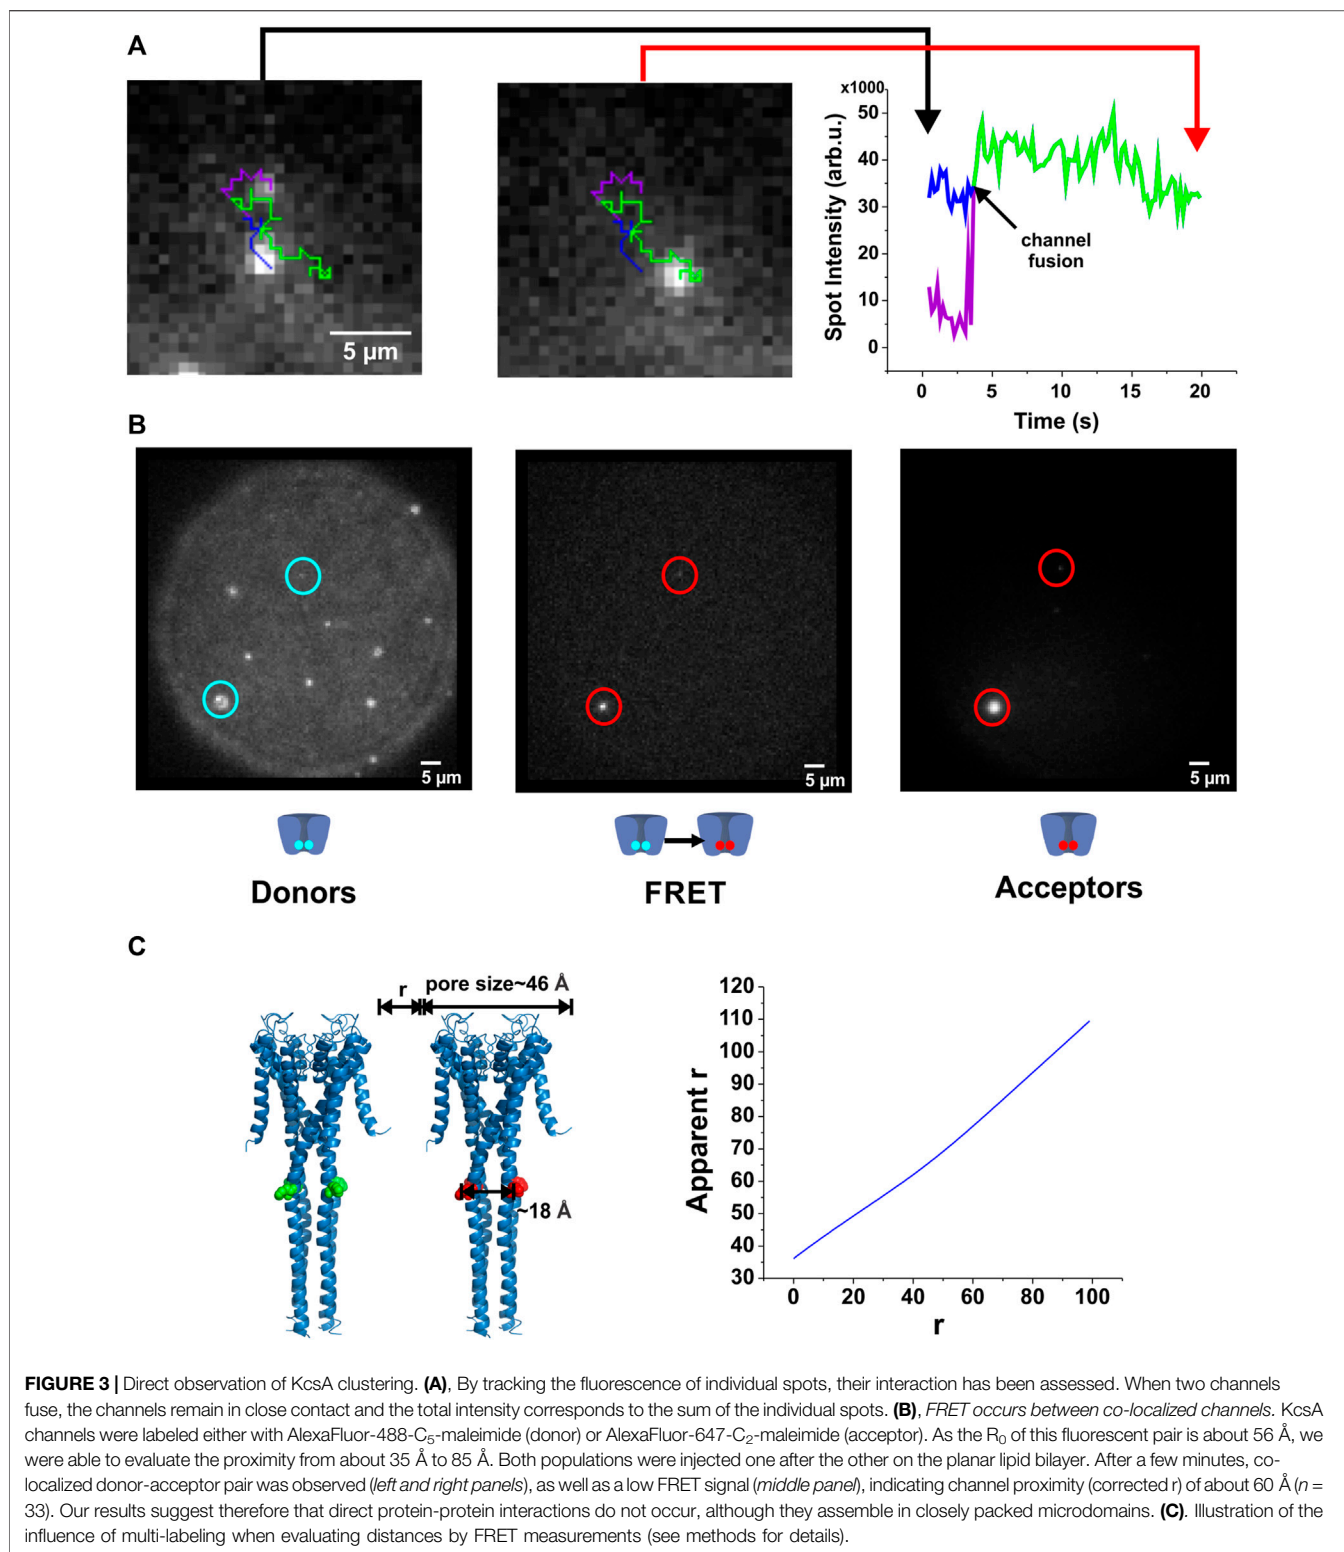 A
5 µm
x1000
50
40
30
20
10
0
Spot Intensity (arb.u.)
channel
fusion
0 5 10 15 20
Time (s)
B
5 µm
5 µm
5 µm
Donors
FRET
Acceptors
C
r
pore size~46 Å
~18 Å
120
110
100
90
80
70
60
50
40
30
Apparent r
0 20 40 60 80 100
r
FIGURE 3 | Direct observation of KcsA clustering. (A), By tracking the fluorescence of individual spots, their interaction has been assessed. When two channels
fuse, the channels remain in close contact and the total intensity corresponds to the sum of the individual spots. (B), FRET occurs between co-localized channels. KcsA
channels were labeled either with AlexaFluor-488-C₅-maleimide (donor) or AlexaFluor-647-C₂-maleimide (acceptor). As the R₀ of this fluorescent pair is about 56 Å, we
were able to evaluate the proximity from about 35 Å to 85 Å. Both populations were injected one after the other on the planar lipid bilayer. After a few minutes, co-
localized donor-acceptor pair was observed (left and right panels), as well as a low FRET signal (middle panel), indicating channel proximity (corrected r) of about 60 Å (n =
33). Our results suggest therefore that direct protein-protein interactions do not occur, although they assemble in closely packed microdomains. (C). Illustration of the
influence of multi-labeling when evaluating distances by FRET measurements (see methods for details).